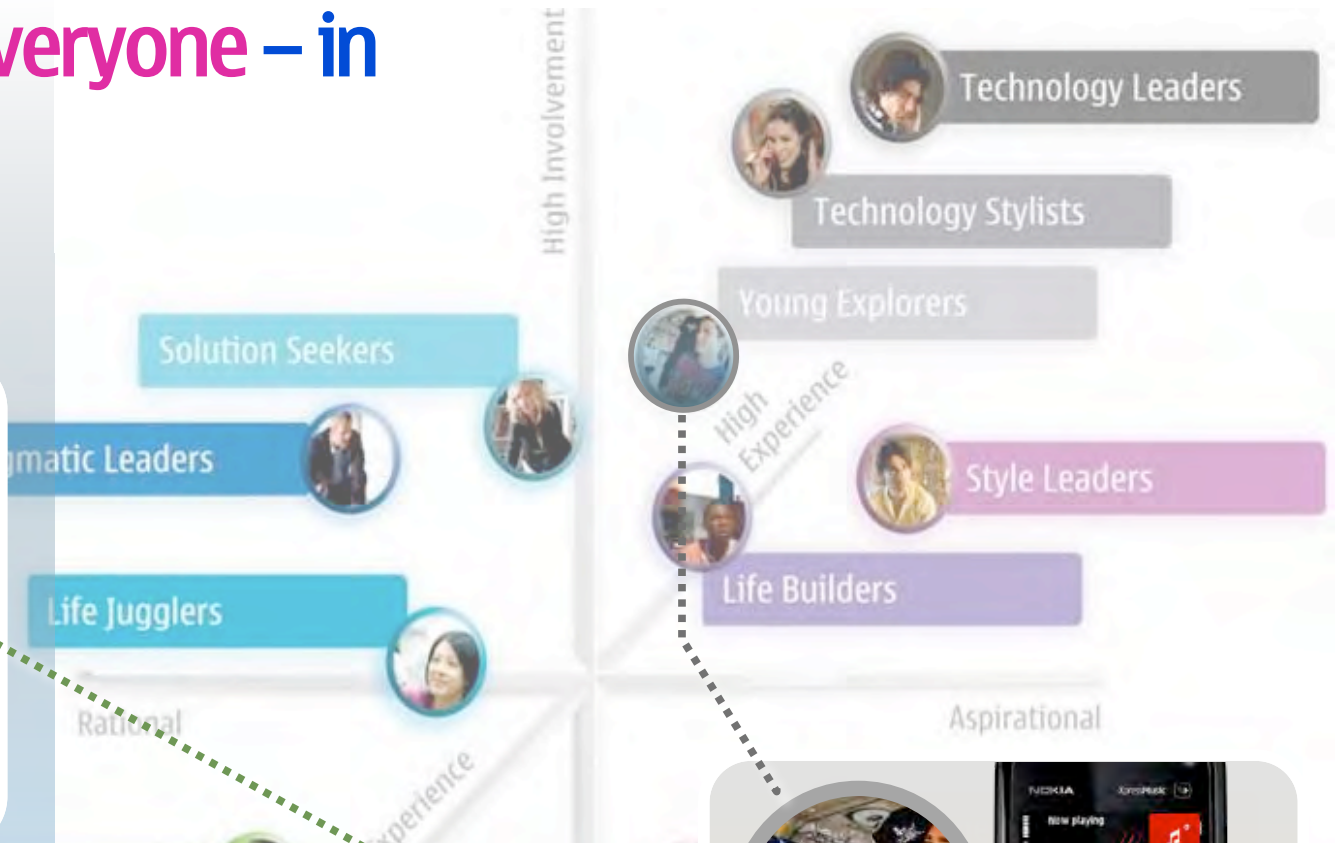 veryone – in
High Involvement
Technology Leaders
Technology Stylists
Young Explorers
Solution Seekers
High
Experience
gmatic Leaders
Style Leaders
Life Builders
Life Jugglers
Rational
Aspirational
xperience
NOKIA XpressMusic
Now playing